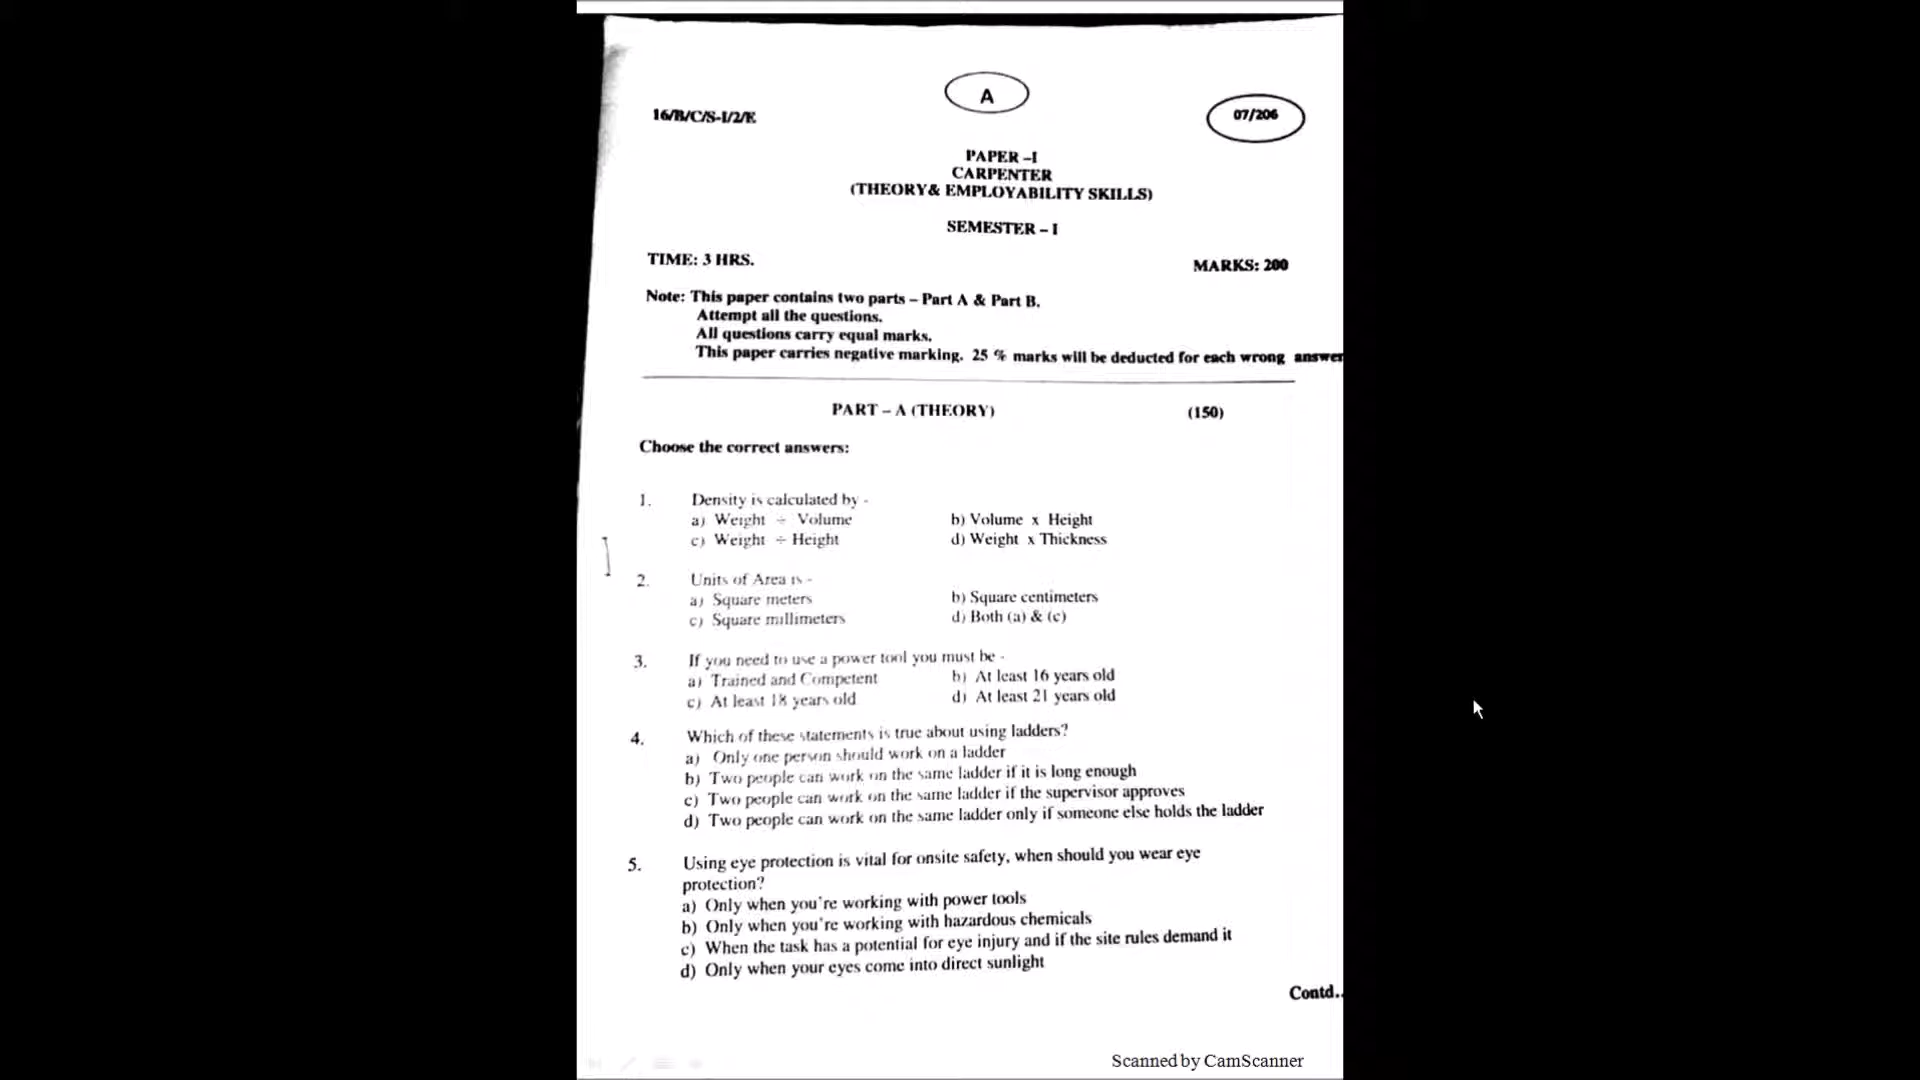 A
16/B/C/S-I/2/E
07/206
PAPER –I
CARPENTER
(THEORY& EMPLOYABILITY SKILLS)
SEMESTER – I
TIME: 3 HRS.
MARKS: 200
Note: This paper contains two parts – Part A & Part B.
Attempt all the questions.
All questions carry equal marks.
This paper carries negative marking. 25 % marks will be deducted for each wrong answer
PART – A (THEORY)
(150)
Choose the correct answers:
1. Density is calculated by -
a) Weight ÷ Volume b) Volume x Height
c) Weight ÷ Height d) Weight x Thickness
2. Units of Area is -
a) Square meters b) Square centimeters
c) Square millimeters d) Both (a) & (c)
3. If you need to use a power tool you must be -
a) Trained and Competent b) At least 16 years old
c) At least 18 years old d) At least 21 years old
4. Which of these statements is true about using ladders?
a) Only one person should work on a ladder
b) Two people can work on the same ladder if it is long enough
c) Two people can work on the same ladder if the supervisor approves
d) Two people can work on the same ladder only if someone else holds the ladder
5. Using eye protection is vital for onsite safety, when should you wear eye
protection?
a) Only when you're working with power tools
b) Only when you're working with hazardous chemicals
c) When the task has a potential for eye injury and if the site rules demand it
d) Only when your eyes come into direct sunlight
Contd..
Scanned by CamScanner